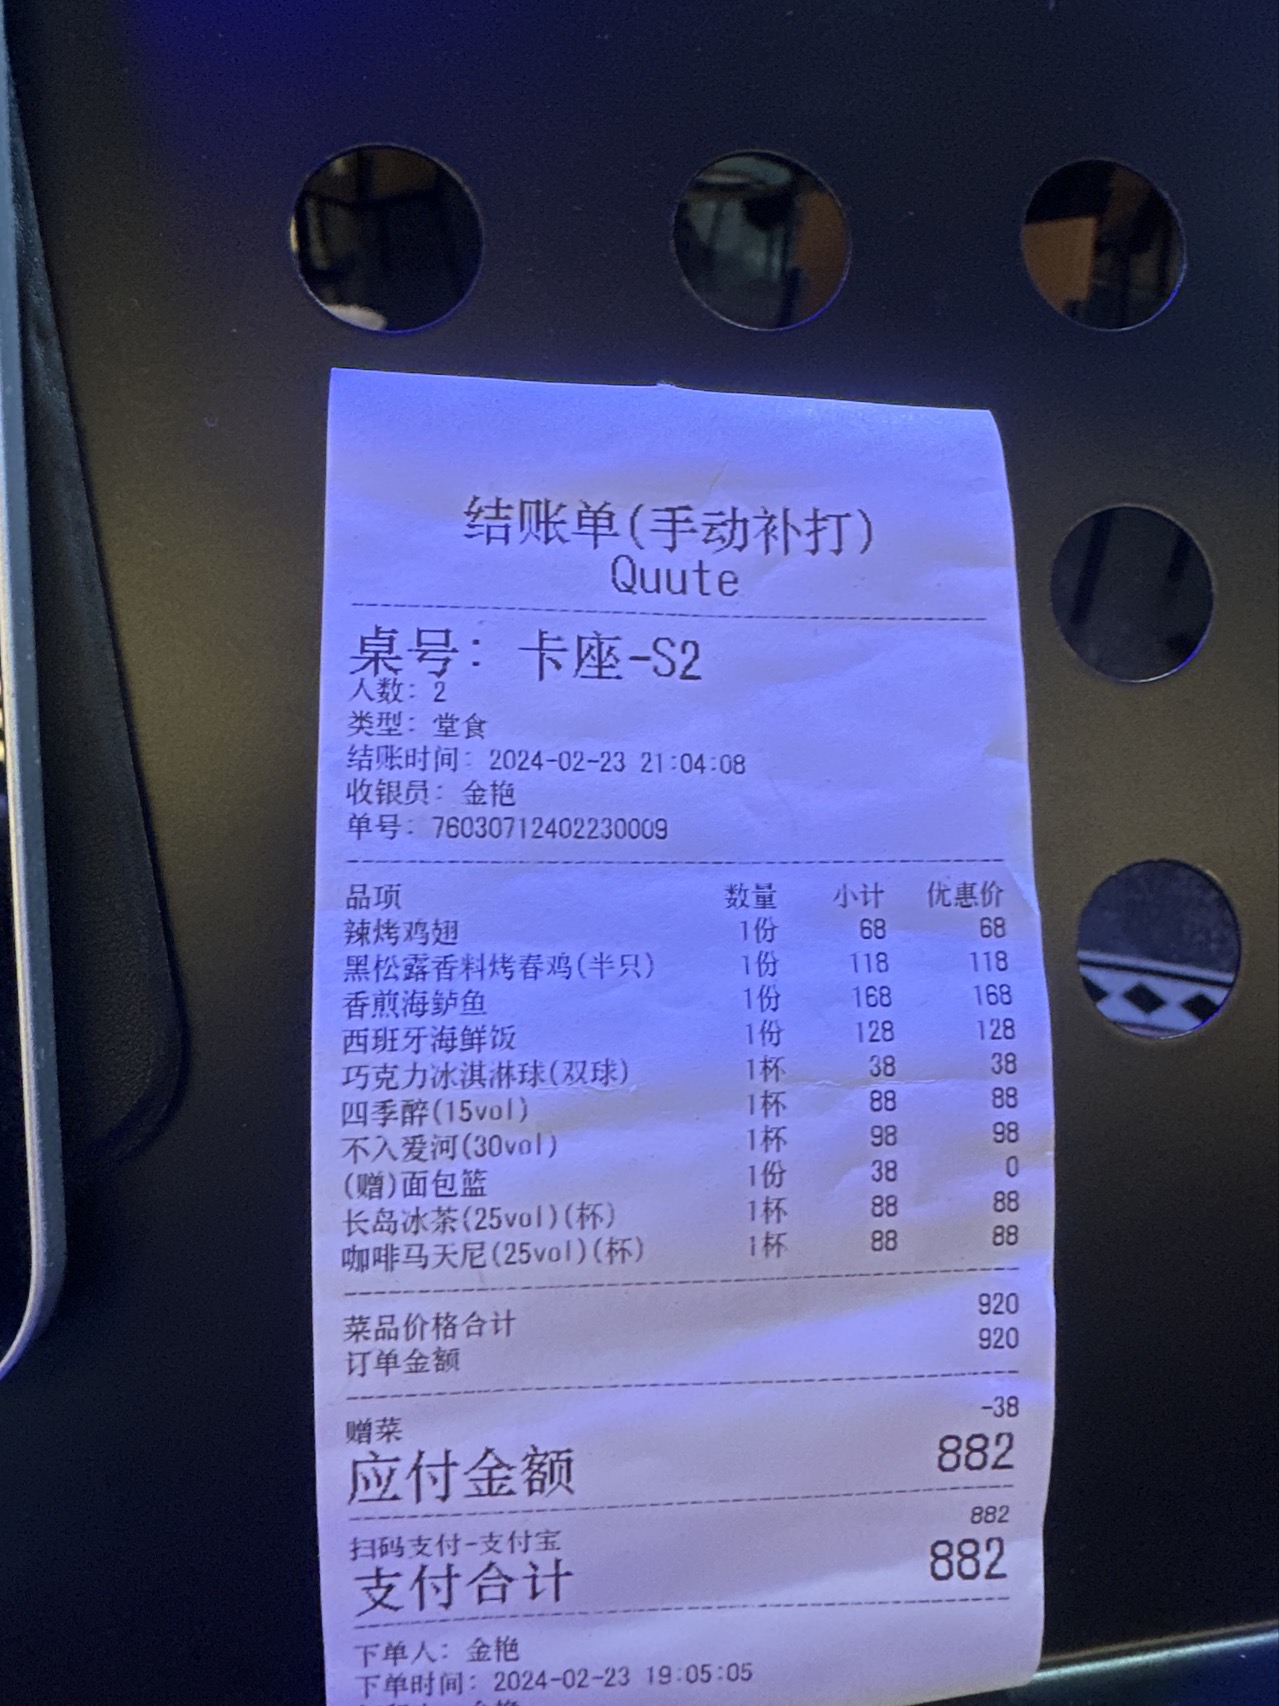 结账单(手动补打)
Quute
桌号: 卡座-S2
人数: 2
类型: 堂食
结账时间: 2024-02-23 21:04:08
收银员: 金艳
单号: 76030712402230009
品项 数量 小计 优惠价
辣烤鸡翅 1份 68 68
黑松露香料烤春鸡(半只) 1份 118 118
香煎海鲈鱼 1份 168 168
西班牙海鲜饭 1份 128 128
巧克力冰淇淋球(双球) 1杯 38 38
四季醉(15vol) 1杯 88 88
不入爱河(30vol) 1杯 98 98
(赠)面包篮 1份 38 0
长岛冰茶(25vol)(杯) 1杯 88 88
咖啡马天尼(25vol)(杯) 1杯 88 88
菜品价格合计 920
订单金额 920
赠菜 -38
应付金额 882
扫码支付-支付宝 882
支付合计 882
下单人: 金艳
下单时间: 2024-02-23 19:05:05